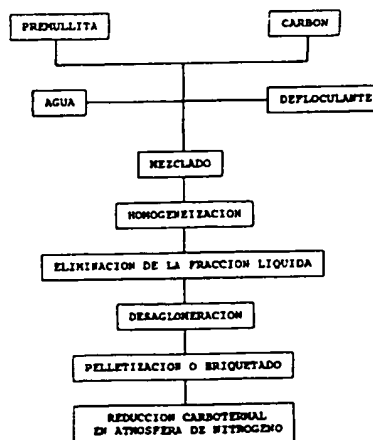 PREMULLITA
CARBON
AGUA
DEFLOCULANTE
MEZCLADO
HOMOGENEIZACION
ELIMINACION DE LA FRACCION LIQUIDA
DESAGLOMERACION
PELLETIZACION O BRIQUETADO
REDUCCION CARBOTERMAL
EN ATMOSFERA DE NITROGENO